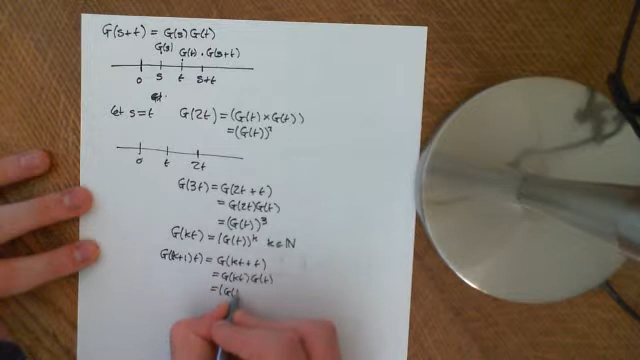 G(s+t) = G(s)G(t)
G(s) G(t) · G(s+t)
0 s t s+t
Let s=t G(2t) = (G(t) × G(t))
= (G(t))²
0 t 2t
G(3t) = G(2t + t)
= G(2t)G(t)
= (G(t))³
G(kt) = (G(t))^k k∈ℕ
G((k+1)t) = G(kt+t)
= G(kt)G(t)
= (G(